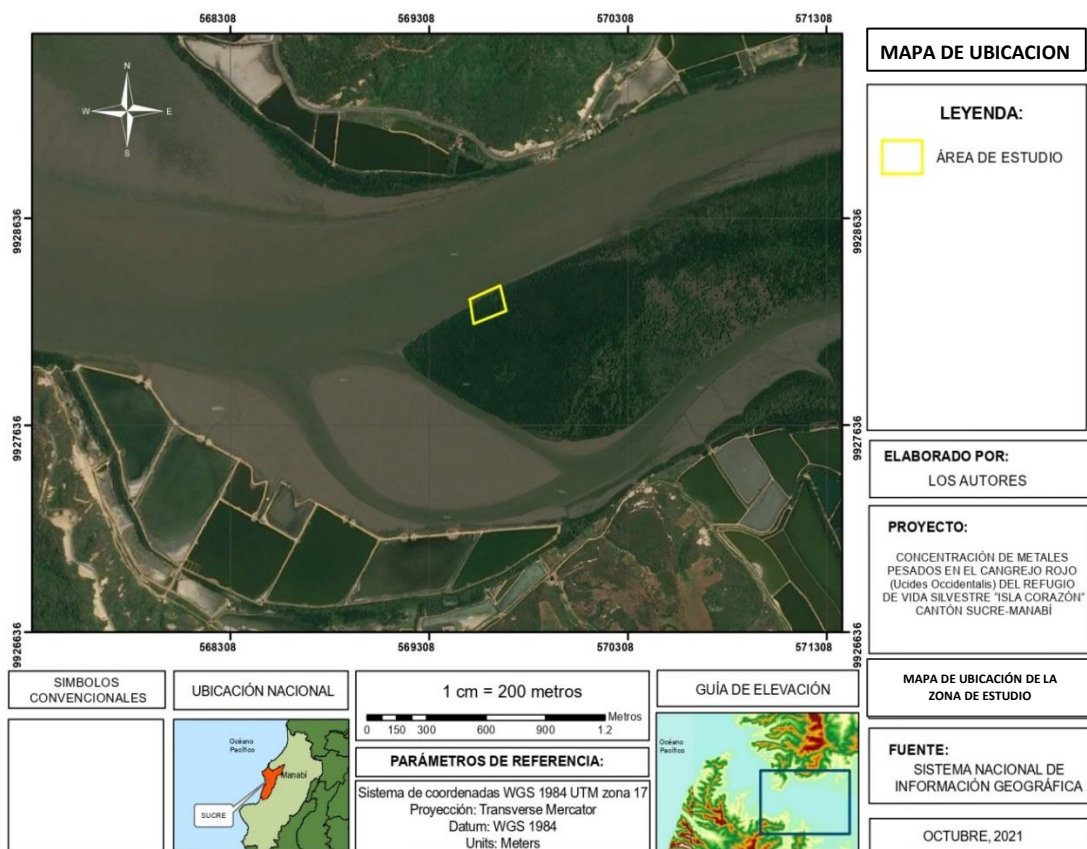 568308
569308
570308
571308
MAPA DE UBICACION
N
W
E
S
LEYENDA:
ÁREA DE ESTUDIO
9928636
9928636
9927636
9927636
9926636
9926636
ELABORADO POR:
LOS AUTORES
PROYECTO:
CONCENTRACIÓN DE METALES
PESADOS EN EL CANGREJO ROJO
(Ucides Occidentalis) DEL REFUGIO
DE VIDA SILVESTRE "ISLA CORAZÓN"
CANTÓN SUCRE-MANABÍ
568308
569308
570308
571308
SIMBOLOS
CONVENCIONALES
UBICACIÓN NACIONAL
Océano
Pacífico
Manabí
SUCRE
1 cm = 200 metros
Metros
0 150 300 600 900 1.2
PARÁMETROS DE REFERENCIA:
Sistema de coordenadas WGS 1984 UTM zona 17
Proyección: Transverse Mercator
Datum: WGS 1984
Units: Meters
GUÍA DE ELEVACIÓN
Océano
Pacífico
MAPA DE UBICACIÓN DE LA
ZONA DE ESTUDIO
FUENTE:
SISTEMA NACIONAL DE
INFORMACIÓN GEOGRÁFICA
OCTUBRE, 2021